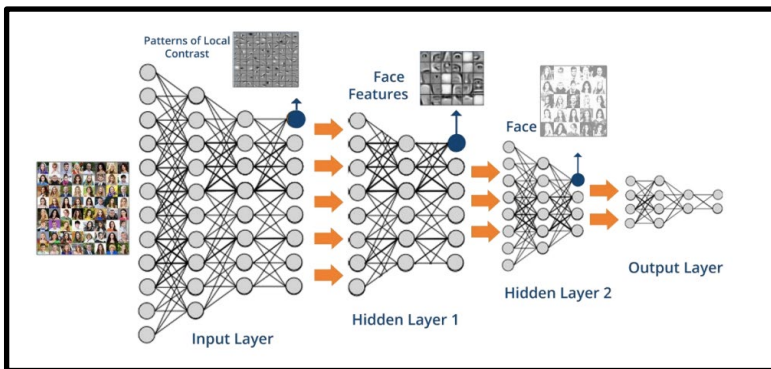 Patterns of Local
Contrast
Face
Features
Face
Input Layer
Hidden Layer 1
Hidden Layer 2
Output Layer